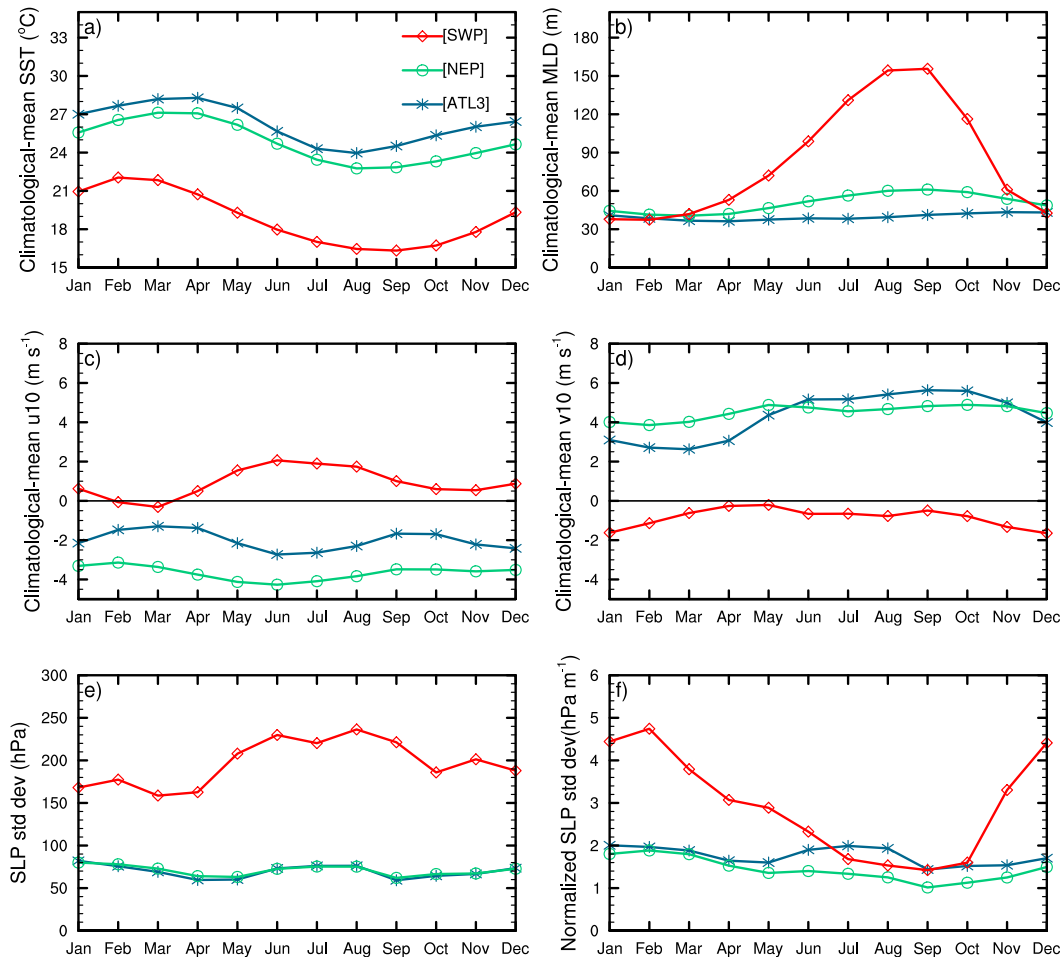 Climatological-mean SST (°C)
a)
33
30
27
24
21
18
15
[SWP]
[NEP]
[ATL3]
Jan Feb Mar Apr May Jun Jul Aug Sep Oct Nov Dec
Climatological-mean MLD (m)
b)
180
150
120
90
60
30
0
Jan Feb Mar Apr May Jun Jul Aug Sep Oct Nov Dec
Climatological-mean u10 (m s⁻¹)
c)
8
6
4
2
0
-2
-4
Jan Feb Mar Apr May Jun Jul Aug Sep Oct Nov Dec
Climatological-mean v10 (m s⁻¹)
d)
8
6
4
2
0
-2
-4
Jan Feb Mar Apr May Jun Jul Aug Sep Oct Nov Dec
SLP std dev (hPa)
e)
300
250
200
150
100
50
0
Jan Feb Mar Apr May Jun Jul Aug Sep Oct Nov Dec
Normalized SLP std dev(hPa m⁻¹)
f)
6
5
4
3
2
1
0
Jan Feb Mar Apr May Jun Jul Aug Sep Oct Nov Dec